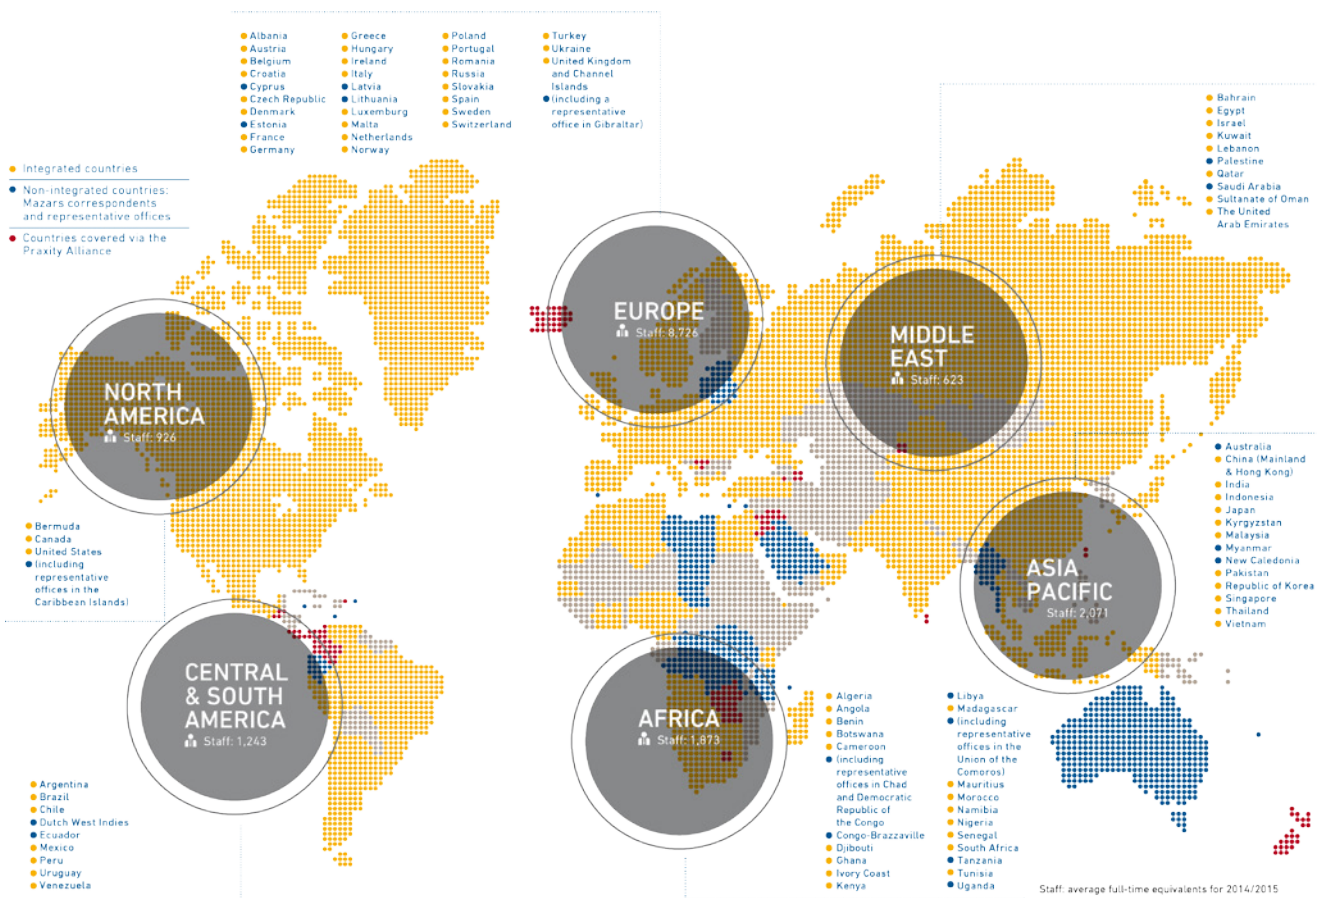 Albania
Austria
Belgium
Croatia
Cyprus
Czech Republic
Denmark
Estonia
France
Germany
Greece
Hungary
Ireland
Italy
Latvia
Lithuania
Luxemburg
Malta
Netherlands
Norway
Poland
Portugal
Romania
Russia
Slovakia
Spain
Sweden
Switzerland
Turkey
Ukraine
United Kingdom
and Channel
Islands
(including a
representative
office in Gibraltar)
Bahrain
Egypt
Israel
Kuwait
Lebanon
Palestine
Qatar
Saudi Arabia
Sultanate of Oman
The United
Arab Emirates
Integrated countries
Non-integrated countries:
Mazars correspondents
and representative offices
Countries covered via the
Praxity Alliance
EUROPE
Staff: 8,726
MIDDLE
EAST
Staff: 623
NORTH
AMERICA
Staff: 926
Bermuda
Canada
United States
(including
representative
offices in the
Caribbean Islands)
Australia
China (Mainland
& Hong Kong)
India
Indonesia
Japan
Kyrgyzstan
Malaysia
Myanmar
New Caledonia
Pakistan
Republic of Korea
Singapore
Thailand
Vietnam
ASIA
PACIFIC
Staff: 2,071
CENTRAL
& SOUTH
AMERICA
Staff: 1,243
AFRICA
Staff: 1,873
Argentina
Brazil
Chile
Dutch West Indies
Ecuador
Mexico
Peru
Uruguay
Venezuela
Algeria
Angola
Benin
Botswana
Cameroon
(including
representative
offices in Chad
and Democratic
Republic of
the Congo
Congo-Brazzaville
Djibouti
Ghana
Ivory Coast
Kenya
Libya
Madagascar
(including
representative
offices in the
Union of the
Comoros)
Mauritius
Morocco
Namibia
Nigeria
Senegal
South Africa
Tanzania
Tunisia
Uganda
Staff: average full-time equivalents for 2014/2015